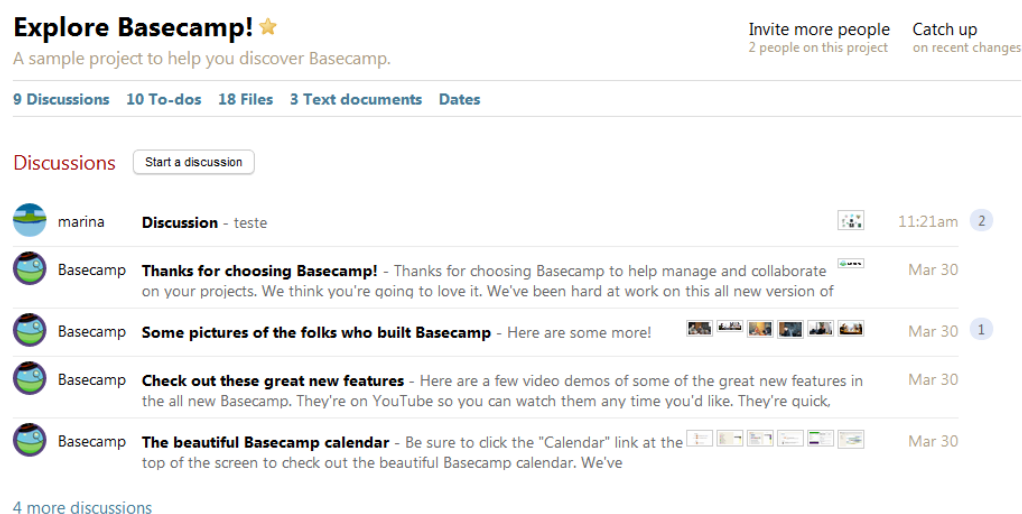 Explore Basecamp!
Invite more people
Catch up
A sample project to help you discover Basecamp.
2 people on this project
on recent changes
9 Discussions 10 To-dos 18 Files 3 Text documents Dates
Discussions Start a discussion
marina Discussion - teste 11:21am 2
Basecamp Thanks for choosing Basecamp! - Thanks for choosing Basecamp to help manage and collaborate Mar 30
on your projects. We think you're going to love it. We've been hard at work on this all new version of
Basecamp Some pictures of the folks who built Basecamp - Here are some more! Mar 30 1
Basecamp Check out these great new features - Here are a few video demos of some of the great new features in Mar 30
the all new Basecamp. They're on YouTube so you can watch them any time you'd like. They're quick,
Basecamp The beautiful Basecamp calendar - Be sure to click the "Calendar" link at the Mar 30
top of the screen to check out the beautiful Basecamp calendar. We've
4 more discussions